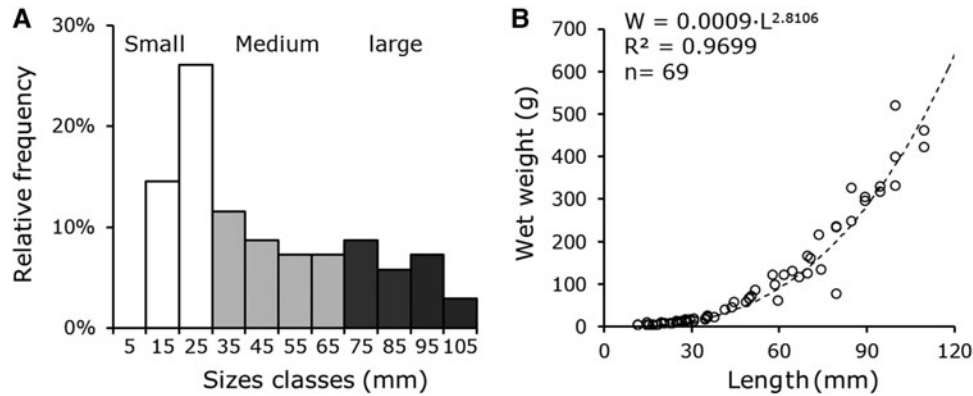 A
30%
20%
10%
0%
Relative frequency
Small Medium large
5 15 25 35 45 55 65 75 85 95 105
Sizes classes (mm)
B
W = 0.0009·L^2.8106
R² = 0.9699
n= 69
700
600
500
400
300
200
100
0
Wet weight (g)
0 30 60 90 120
Length (mm)